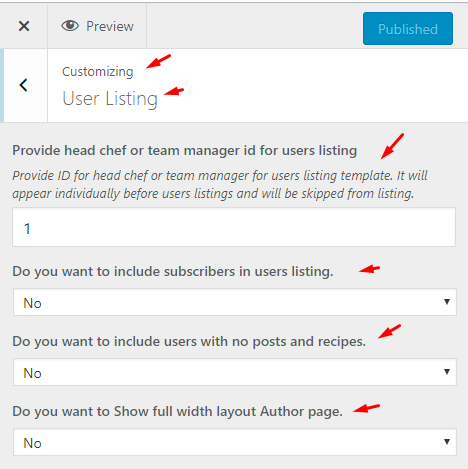 × Preview Published
Customizing
User Listing
Provide head chef or team manager id for users listing
Provide ID for head chef or team manager for users listing template. It will
appear individually before users listings and will be skipped from listing.
1
Do you want to include subscribers in users listing.
No
Do you want to include users with no posts and recipes.
No
Do you want to Show full width layout Author page.
No